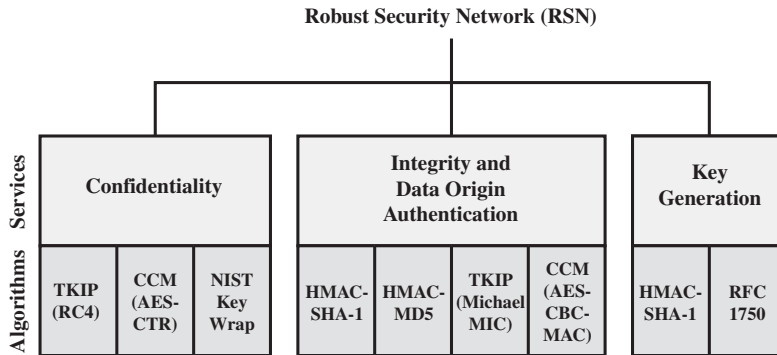 Robust Security Network (RSN)
Services
Confidentiality
Integrity and
Data Origin
Authentication
Key
Generation
Algorithms
TKIP
(RC4)
CCM
(AES-
CTR)
NIST
Key
Wrap
HMAC-
SHA-1
HMAC-
MD5
TKIP
(Michael
MIC)
CCM
(AES-
CBC-
MAC)
HMAC-
SHA-1
RFC
1750